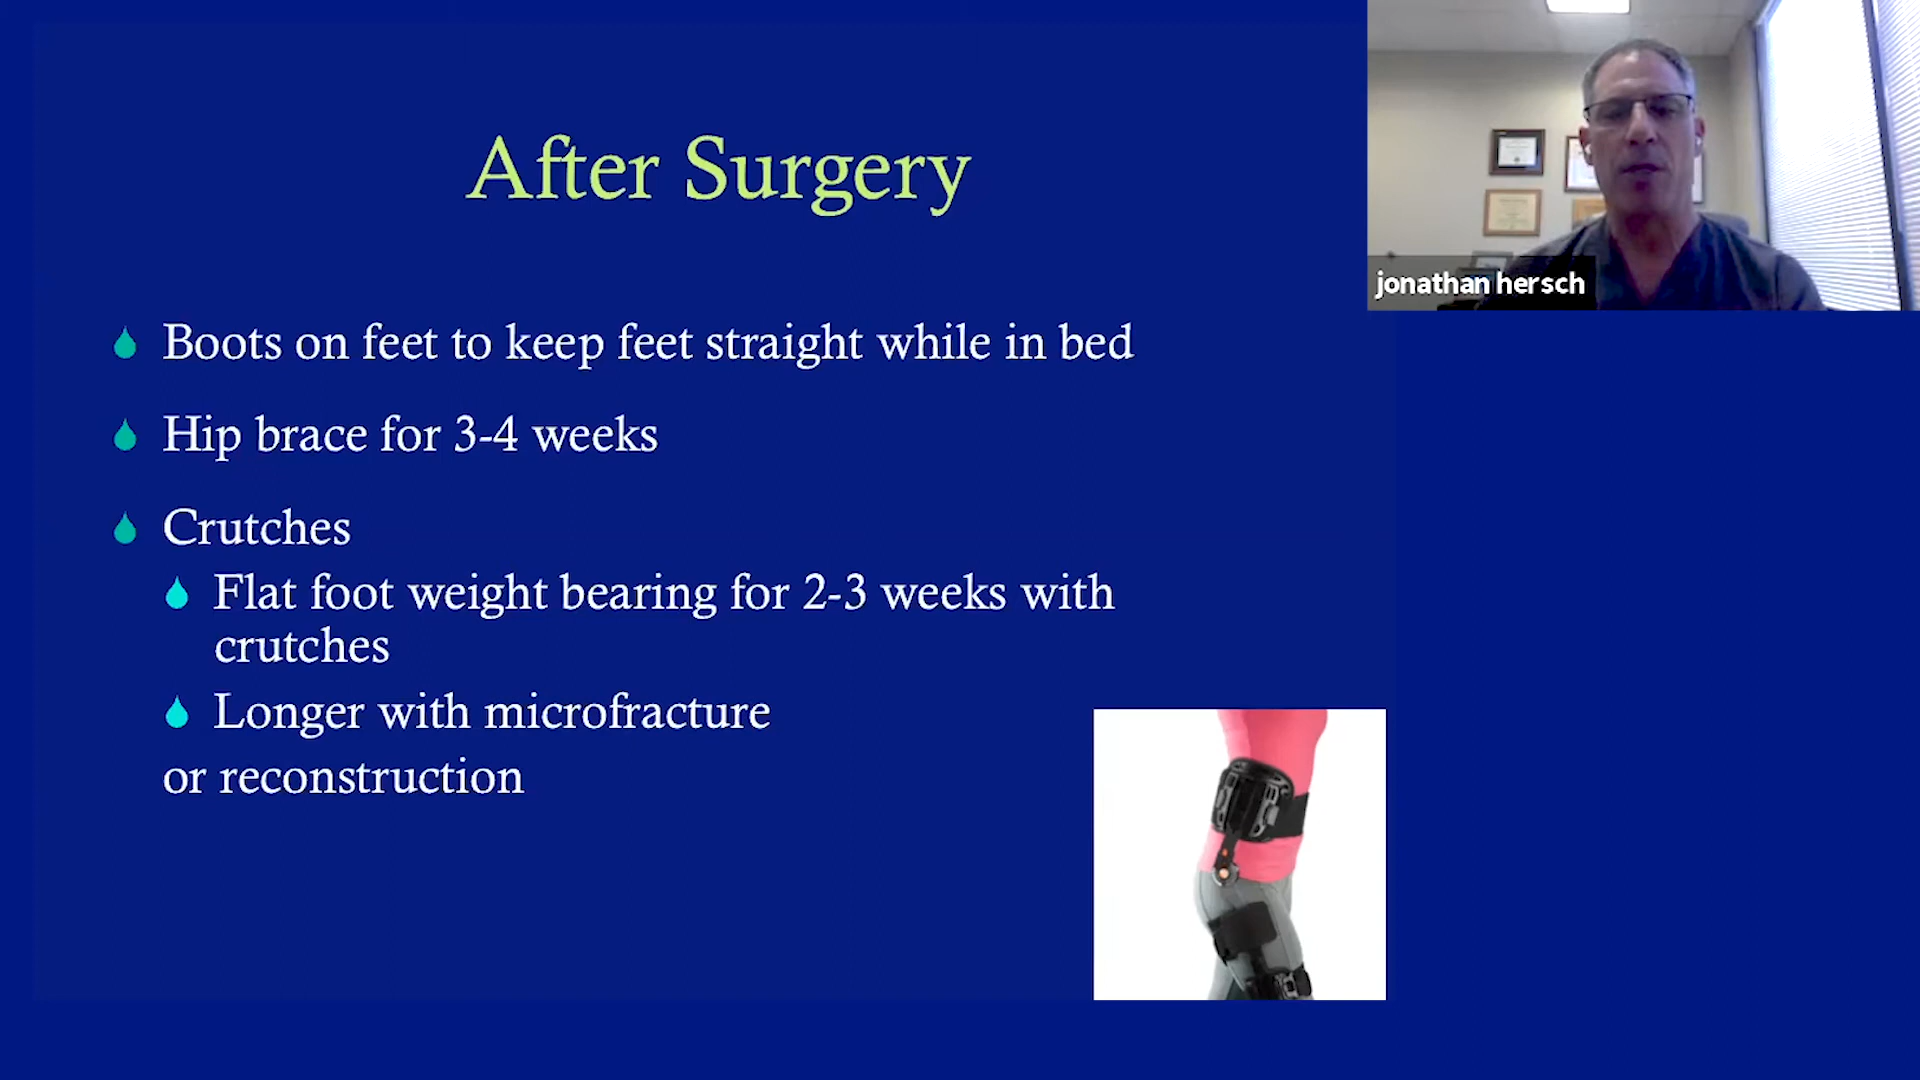 After Surgery
Boots on feet to keep feet straight while in bed
Hip brace for 3-4 weeks
Crutches
Flat foot weight bearing for 2-3 weeks with
crutches
Longer with microfracture
or reconstruction
jonathan hersch